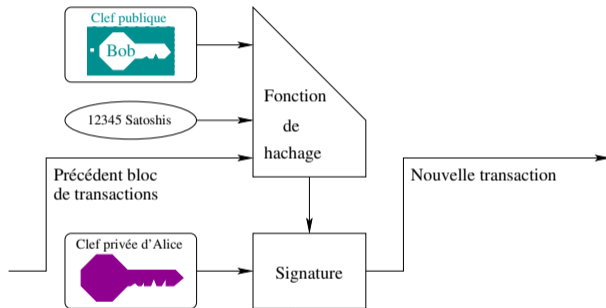 Clef publique
Bob
12345 Satoshis
Fonction
de
hachage
Précédent bloc
de transactions
Nouvelle transaction
Clef privée d'Alice
Signature